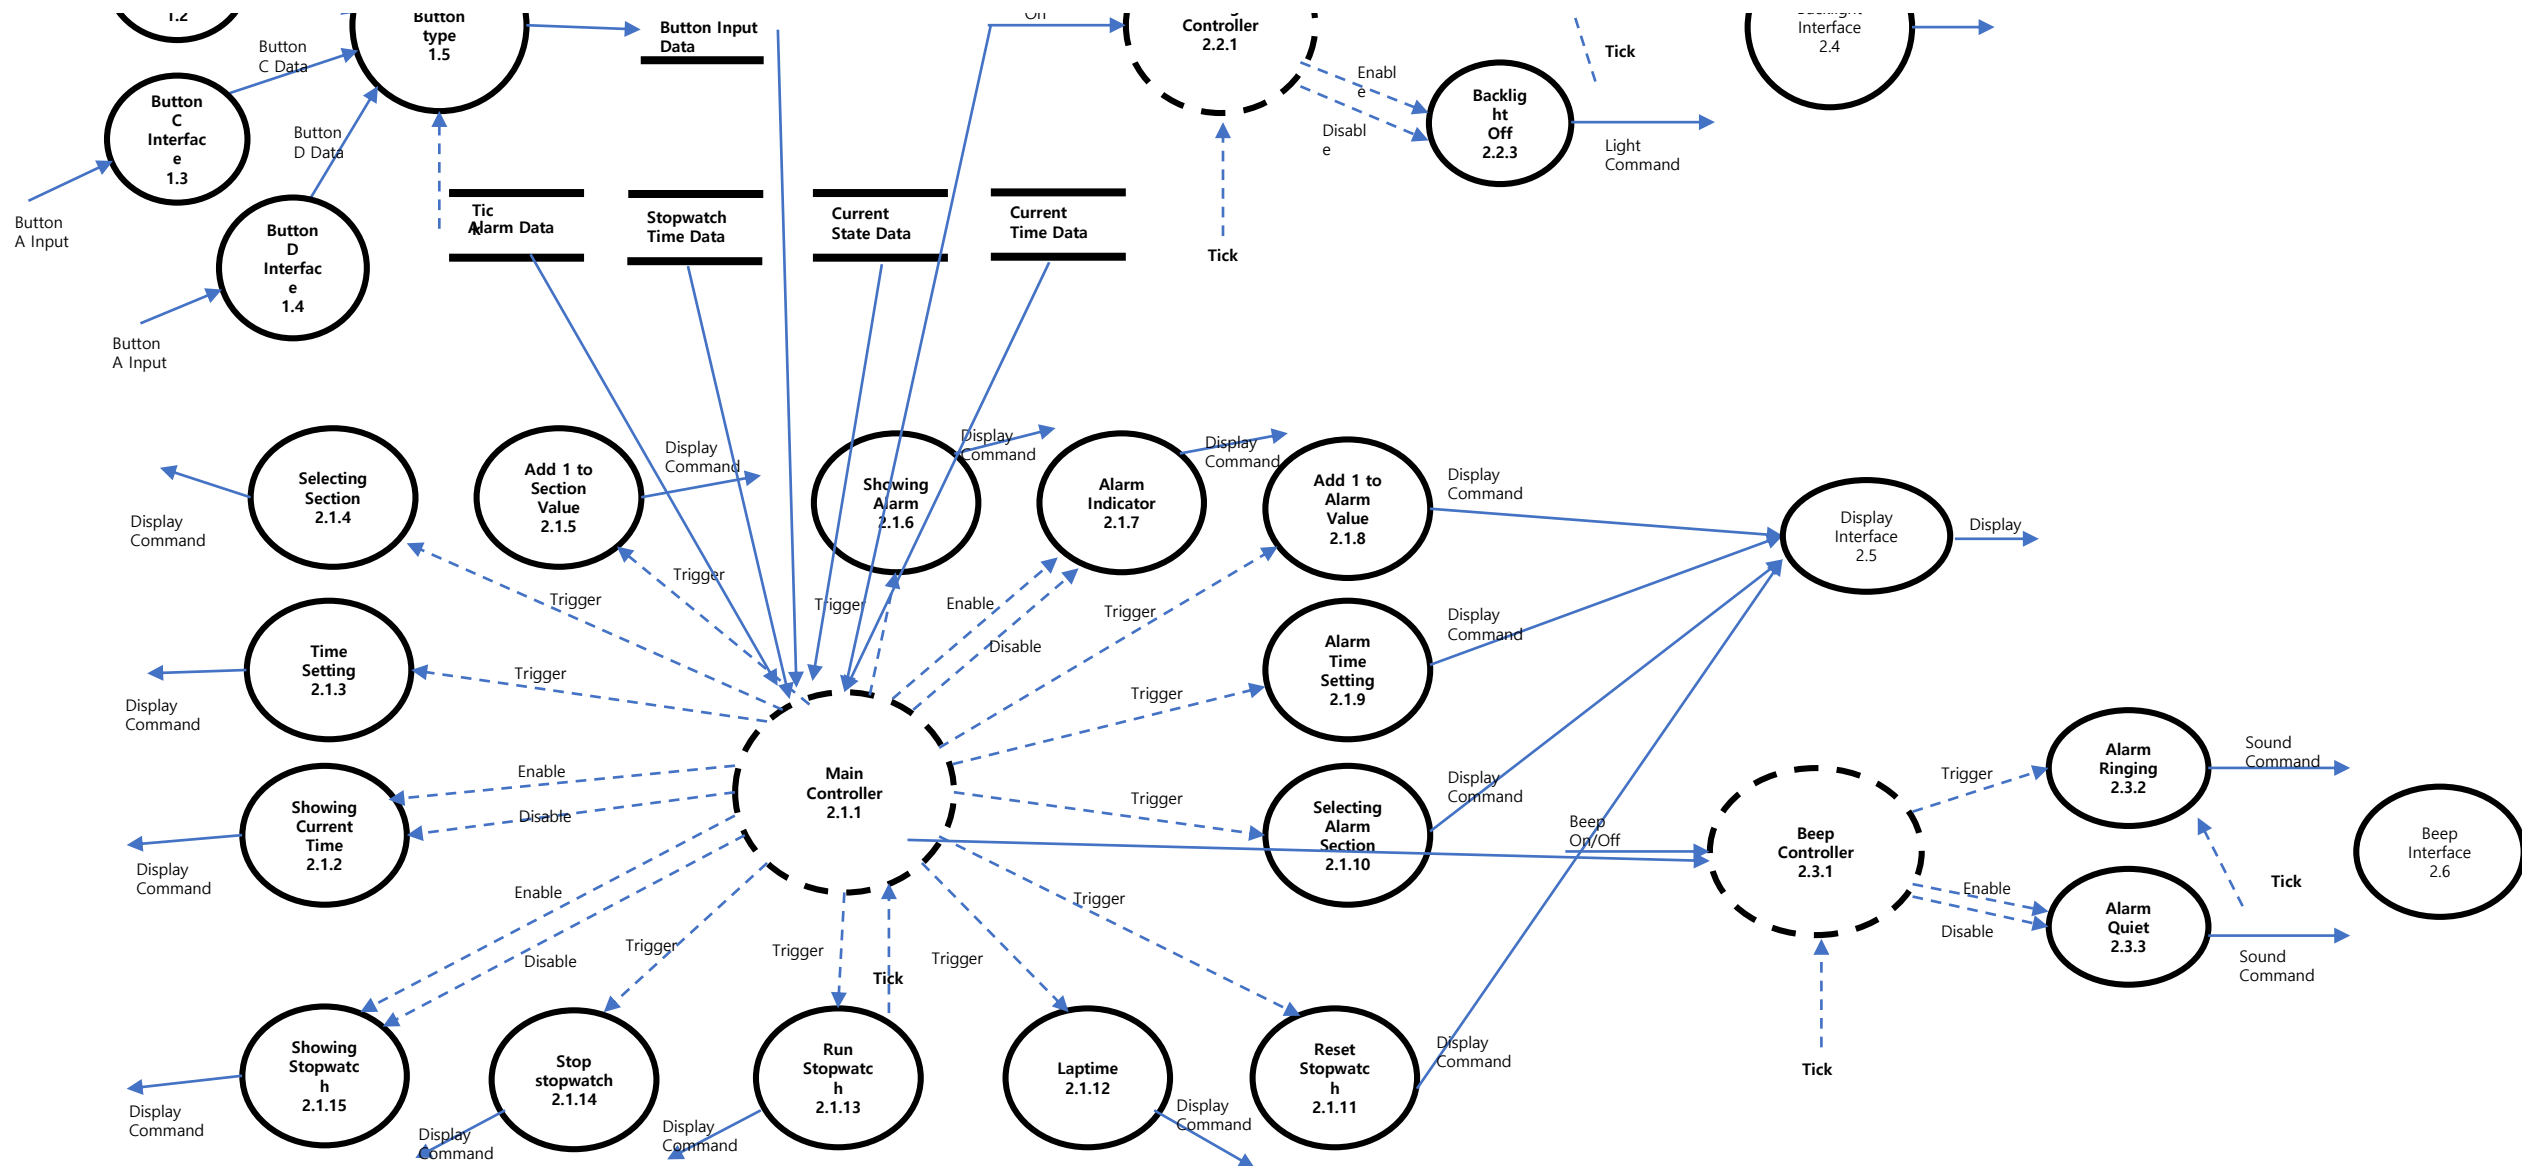 1.2
Button
type
1.5
Button Input
Data
Controller
2.2.1
Tick
Interface
2.4
Button
C Data
Button
C
Interfac
e
1.3
Button
D Data
Enabl
e
Disabl
e
Backlig
ht
Off
2.2.3
Light
Command
Button
A Input
Button
D
Interfac
e
1.4
Button
A Input
Tic
k
Alarm Data
Stopwatch
Time Data
Current
State Data
Current
Time Data
Tick
Selecting
Section
2.1.4
Display
Command
Add 1 to
Section
Value
2.1.5
Display
Command
Showing
Alarm
2.1.6
Display
Command
Alarm
Indicator
2.1.7
Display
Command
Add 1 to
Alarm
Value
2.1.8
Display
Command
Display
Interface
2.5
Display
Trigger
Trigger
Trigger
Enable
Disable
Trigger
Time
Setting
2.1.3
Display
Command
Trigger
Trigger
Alarm
Time
Setting
2.1.9
Display
Command
Showing
Current
Time
2.1.2
Display
Command
Enable
Disable
Main
Controller
2.1.1
Trigger
Selecting
Alarm
Section
2.1.10
Display
Command
Beep
On/Off
Beep
Controller
2.3.1
Trigger
Alarm
Ringing
2.3.2
Sound
Command
Enable
Disable
Alarm
Quiet
2.3.3
Tick
Sound
Command
Beep
Interface
2.6
Tick
Enable
Disable
Trigger
Trigger
Tick
Trigger
Trigger
Showing
Stopwatc
h
2.1.15
Display
Command
Stop
stopwatch
2.1.14
Display
Command
Run
Stopwatc
h
2.1.13
Display
Command
Laptime
2.1.12
Display
Command
Reset
Stopwatc
h
2.1.11
Display
Command